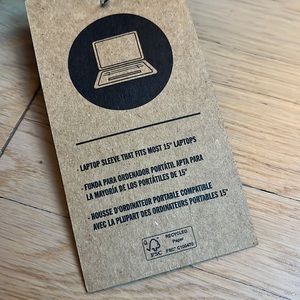 - LAPTOP SLEEVE THAT FITS MOST 15" LAPTOPS
FUNDA PARA ORDENADOR PORTÁTIL APTA PARA
LA MAYORÍA DE LOS PORTÁTILES DE 15"
- HOUSSE D'ORDINATEUR PORTABLE COMPATIBLE
AVEC LA PLUPART DES ORDINATEURS PORTABLES 15"
FSC
RECYCLED
Paper